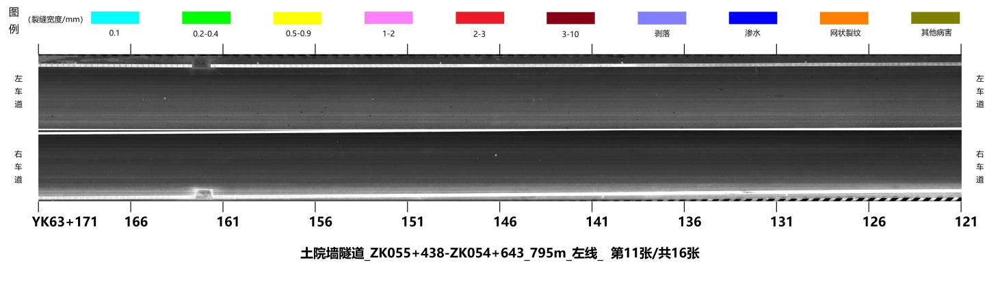 图例
(裂缝宽度/mm)
0.1 0.2-0.4 0.5-0.9 1-2 2-3 3-10 剥落 渗水 网状裂纹 其他病害
左车道 左车道
右车道 右车道
YK63+171 166 161 156 151 146 141 136 131 126 121
土院墙隧道_ZK055+438-ZK054+643_795m_左线_ 第11张/共16张